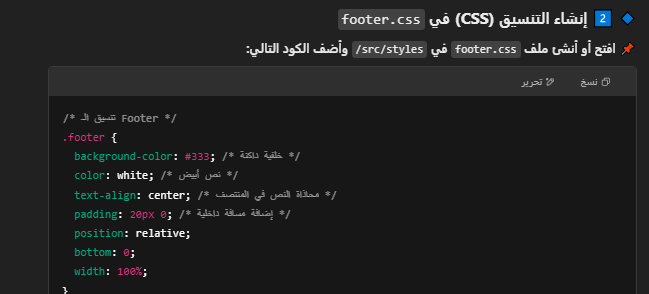 🔷 2️⃣ إنشاء التنسيق (CSS) في footer.css
📌 افتح أو أنشئ ملف footer.css في src/styles/ وأضف الكود التالي:
نسخ تحرير
/* تنسيق الـ Footer */
.footer {
background-color: #333; /* خلفية داكنة */
color: white; /* نص أبيض */
text-align: center; /* محاذاة النص في المنتصف */
padding: 20px 0; /* إضافة مسافة داخلية */
position: relative;
bottom: 0;
width: 100%;
}